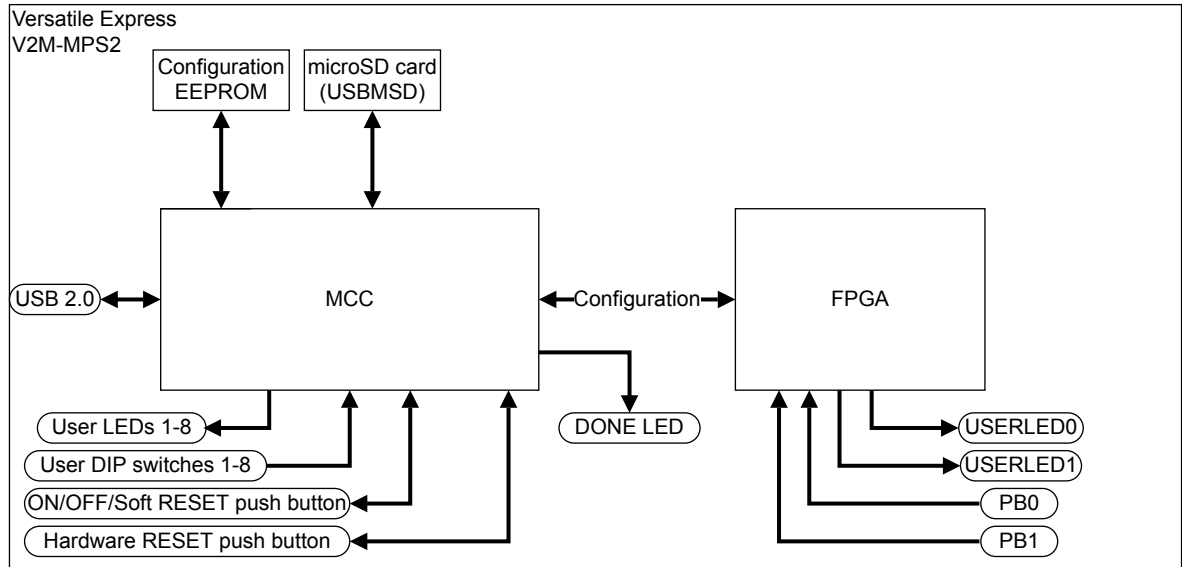 Versatile Express
V2M-MPS2
Configuration
EEPROM
microSD card
(USBMSD)
USB 2.0
MCC
Configuration
FPGA
User LEDs 1-8
DONE LED
USERLED0
User DIP switches 1-8
USERLED1
ON/OFF/Soft RESET push button
PB0
Hardware RESET push button
PB1